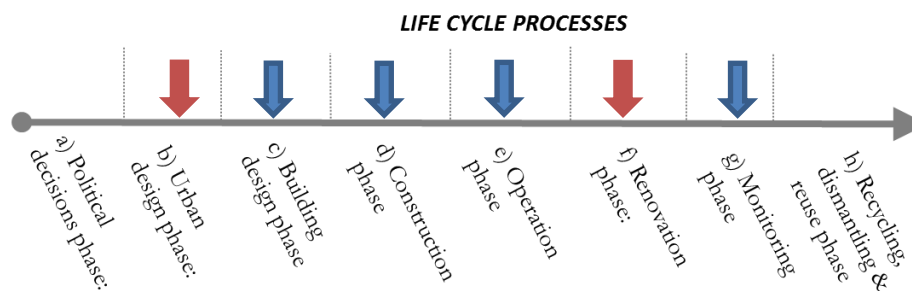 LIFE CYCLE PROCESSES
a) Political
decisions phase:
b) Urban
design phase:
c) Building
design phase
d) Construction
phase
e) Operation
phase
f) Renovation
phase:
g) Monitoring
phase
h) Recycling,
dismantling &
reuse phase